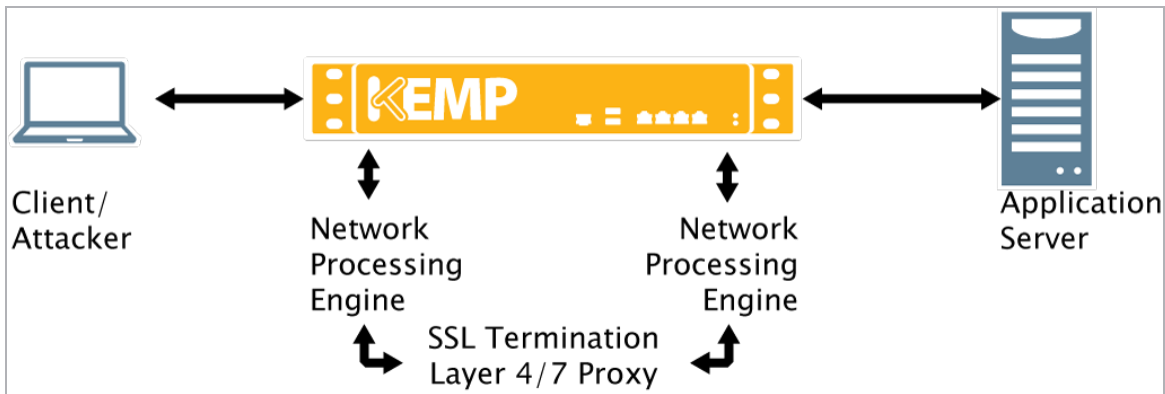 KEMP
Client/
Attacker
Application
Server
Network
Processing
Engine
Network
Processing
Engine
SSL Termination
Layer 4/7 Proxy